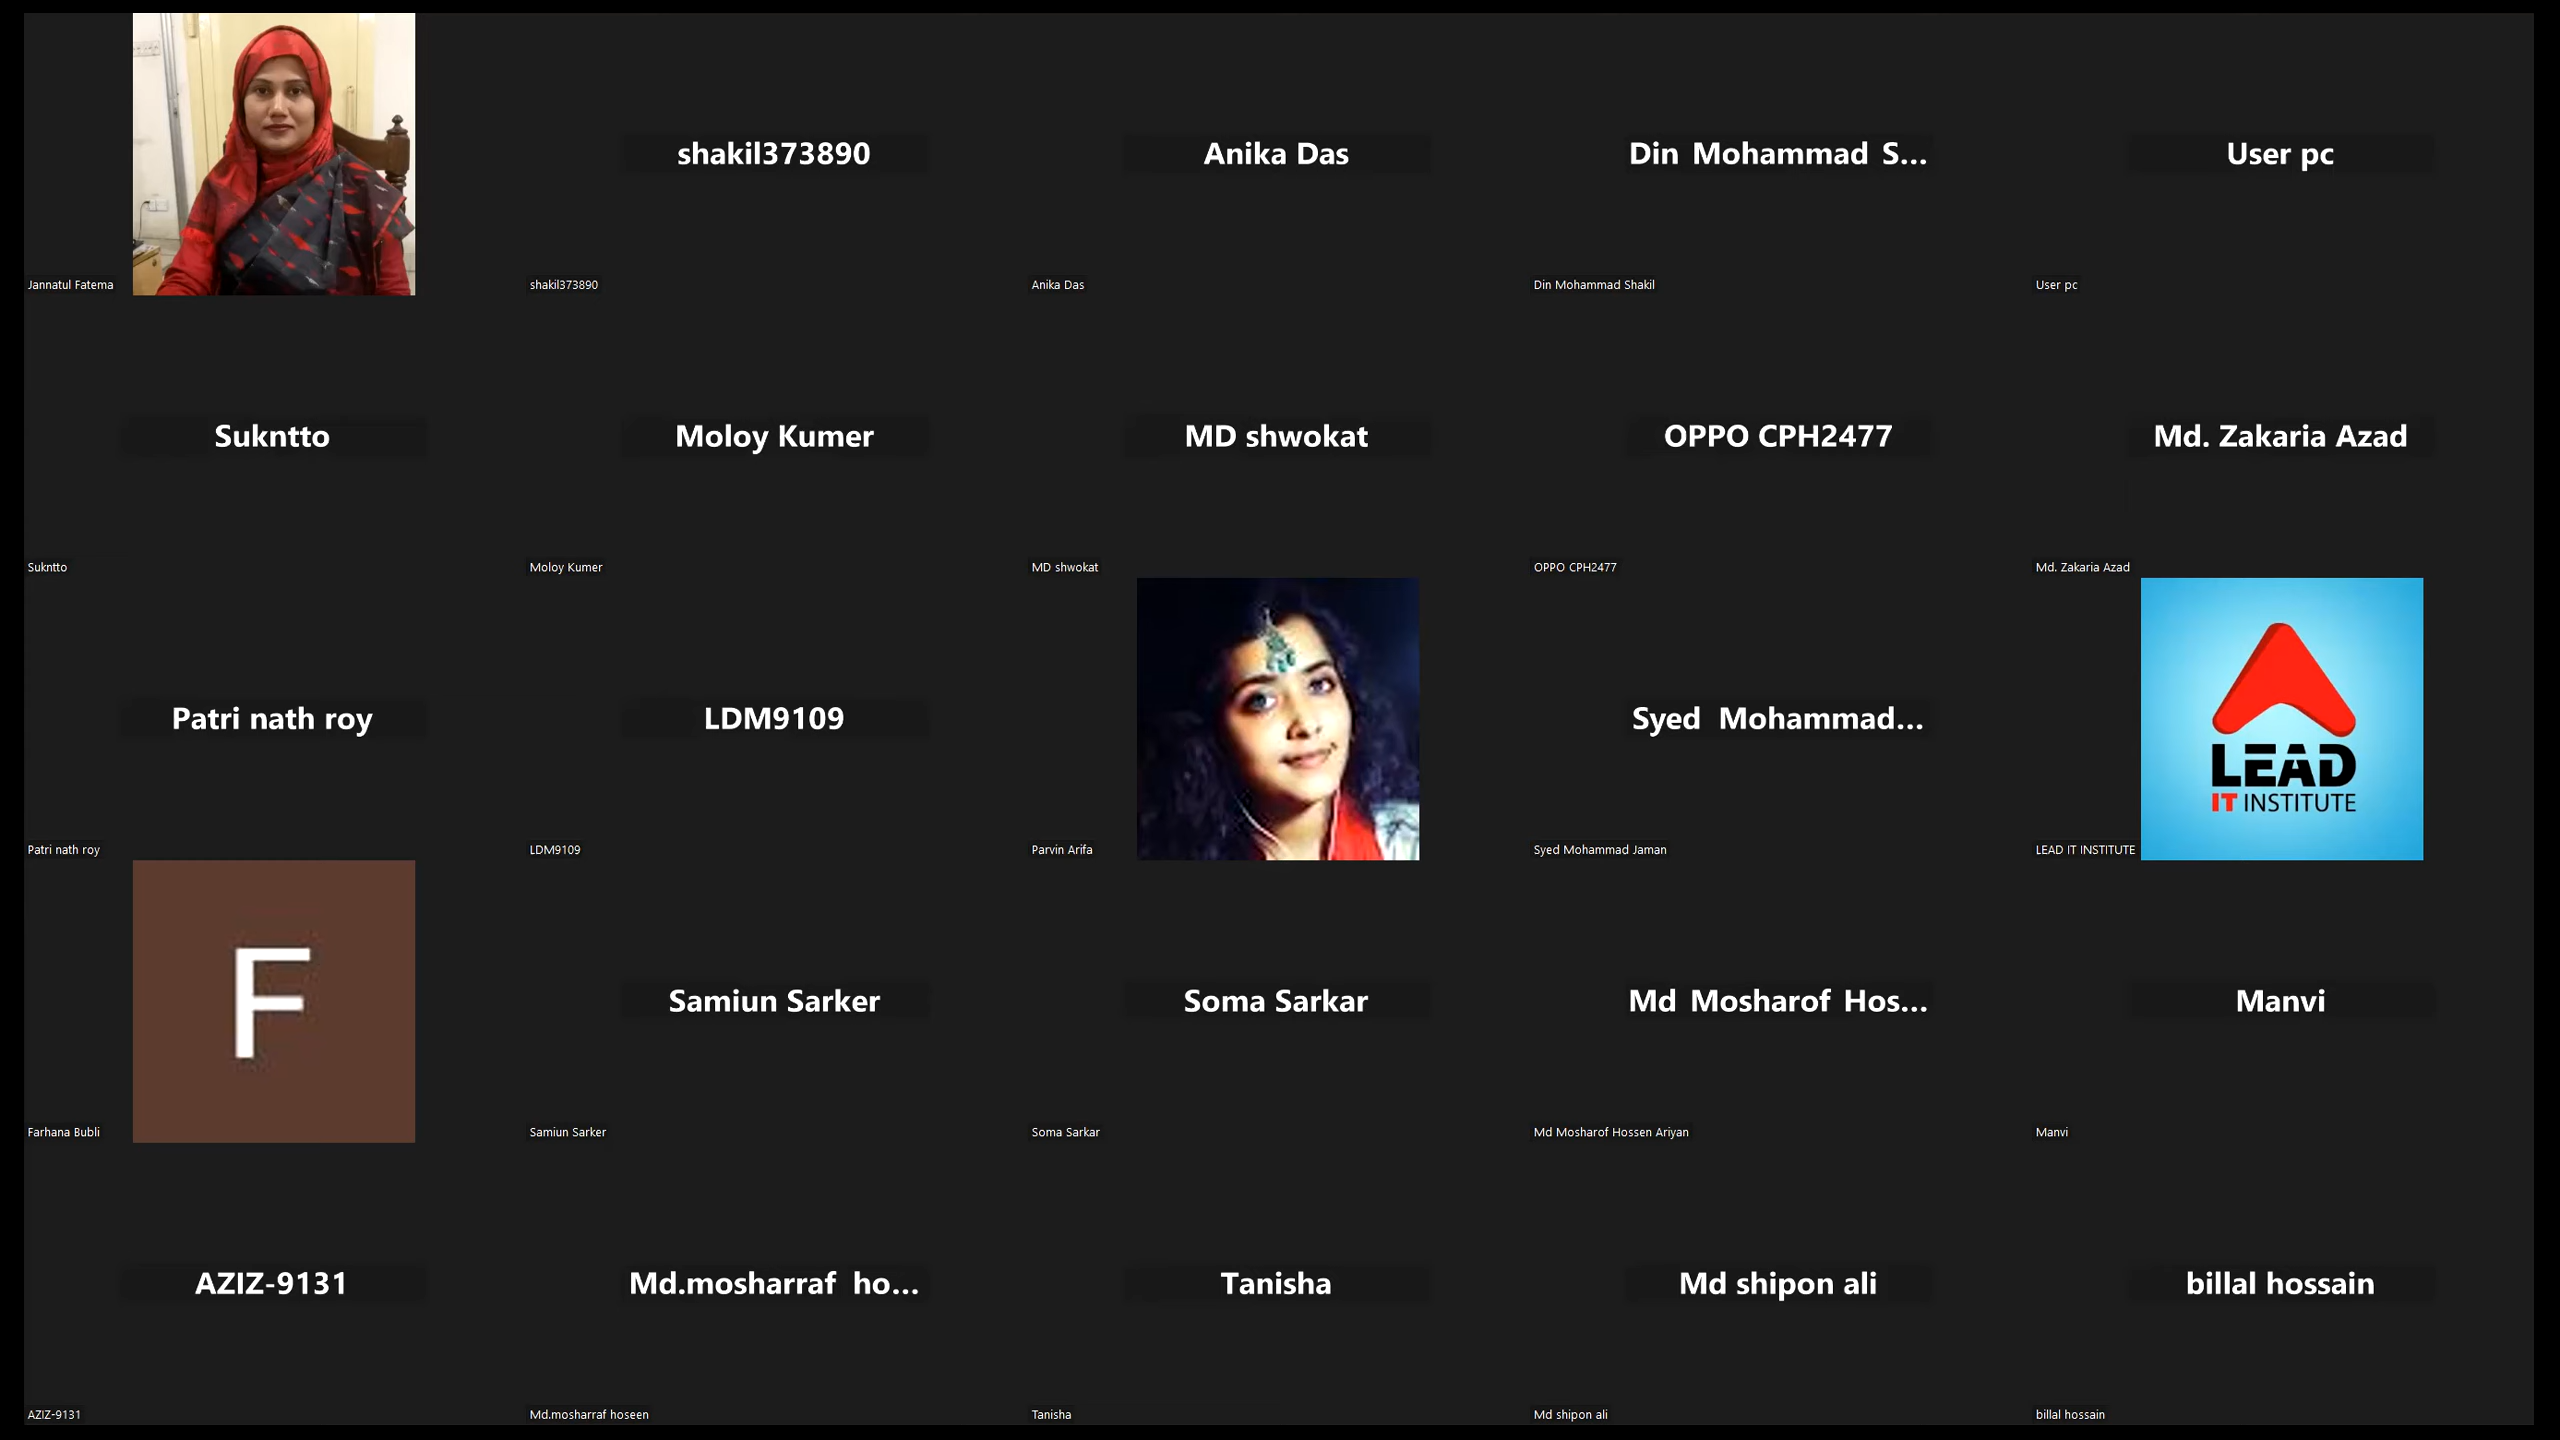 shakil373890
Anika Das
Din Mohammad S...
User pc
Jannatul Fatema
shakil373890
Anika Das
Din Mohammad Shakil
User pc
Sukntto
Moloy Kumer
MD shwokat
OPPO CPH2477
Md. Zakaria Azad
Sukntto
Moloy Kumer
MD shwokat
OPPO CPH2477
Md. Zakaria Azad
Patri nath roy
LDM9109
Syed Mohammad...
LEAD
IT INSTITUTE
Patri nath roy
LDM9109
Parvin Arifa
Syed Mohammad Jaman
LEAD IT INSTITUTE
F
Samiun Sarker
Soma Sarkar
Md Mosharof Hos...
Manvi
Farhana Bubli
Samiun Sarker
Soma Sarkar
Md Mosharof Hossen Ariyan
Manvi
AZIZ-9131
Md.mosharraf ho...
Tanisha
Md shipon ali
billal hossain
AZIZ-9131
Md.mosharraf hoseen
Tanisha
Md shipon ali
billal hossain